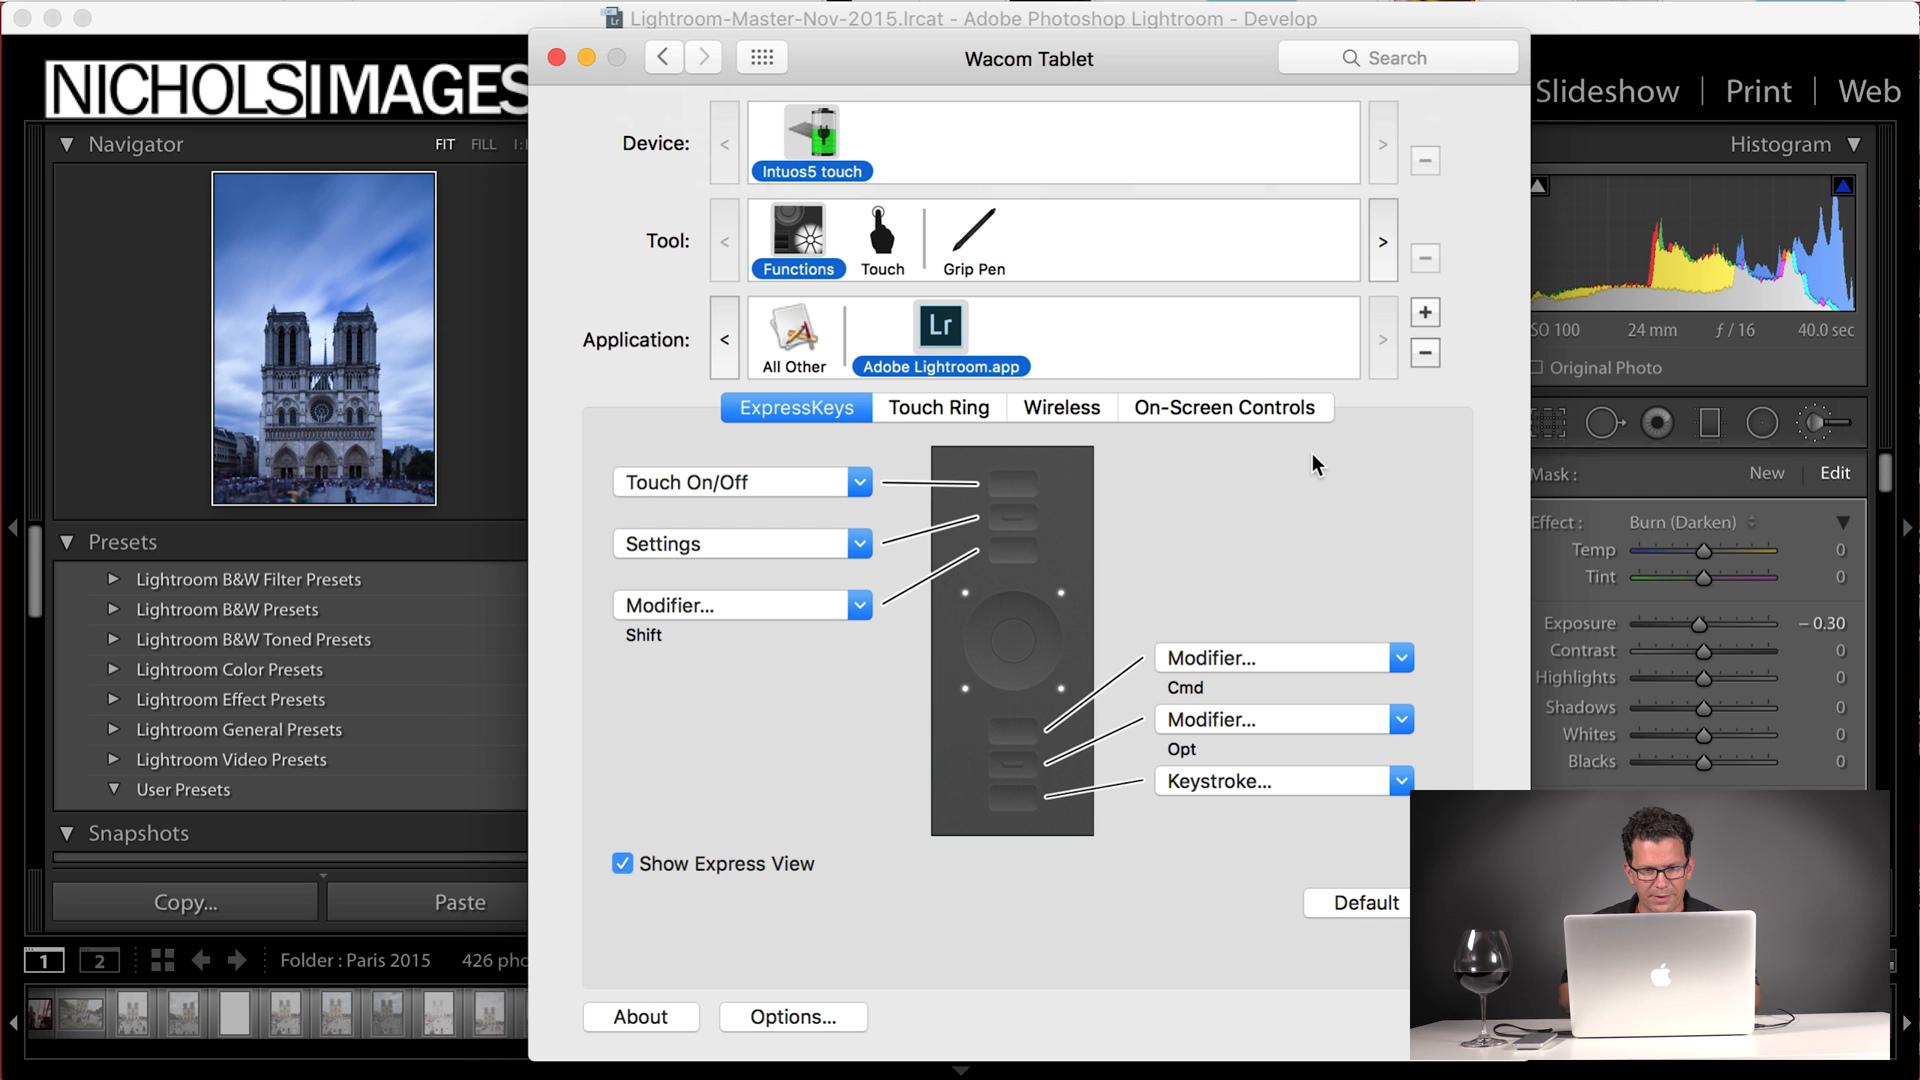 Lightroom-Master-Nov-2015.lrcat - Adobe Photoshop Lightroom - Develop
NICHOLSIMAGES
Slideshow | Print | Web
Wacom Tablet
Search
Navigator
FIT FILL
Histogram
Device:
Intuos5 touch
Tool:
Functions
Touch
Grip Pen
Application:
All Other
Lr
Adobe Lightroom.app
ISO 100 24 mm ƒ / 16 40.0 sec
Original Photo
ExpressKeys
Touch Ring
Wireless
On-Screen Controls
Mask : New Edit
Touch On/Off
Settings
Modifier...
Shift
Modifier...
Cmd
Modifier...
Opt
Keystroke...
Show Express View
Default
About
Options...
Effect : Burn (Darken)
Temp 0
Tint 0
Exposure – 0.30
Contrast 0
Highlights 0
Shadows 0
Whites 0
Blacks 0
Presets
Lightroom B&W Filter Presets
Lightroom B&W Presets
Lightroom B&W Toned Presets
Lightroom Color Presets
Lightroom Effect Presets
Lightroom General Presets
Lightroom Video Presets
User Presets
Snapshots
Copy...
Paste
1 2 Folder : Paris 2015 426 pho